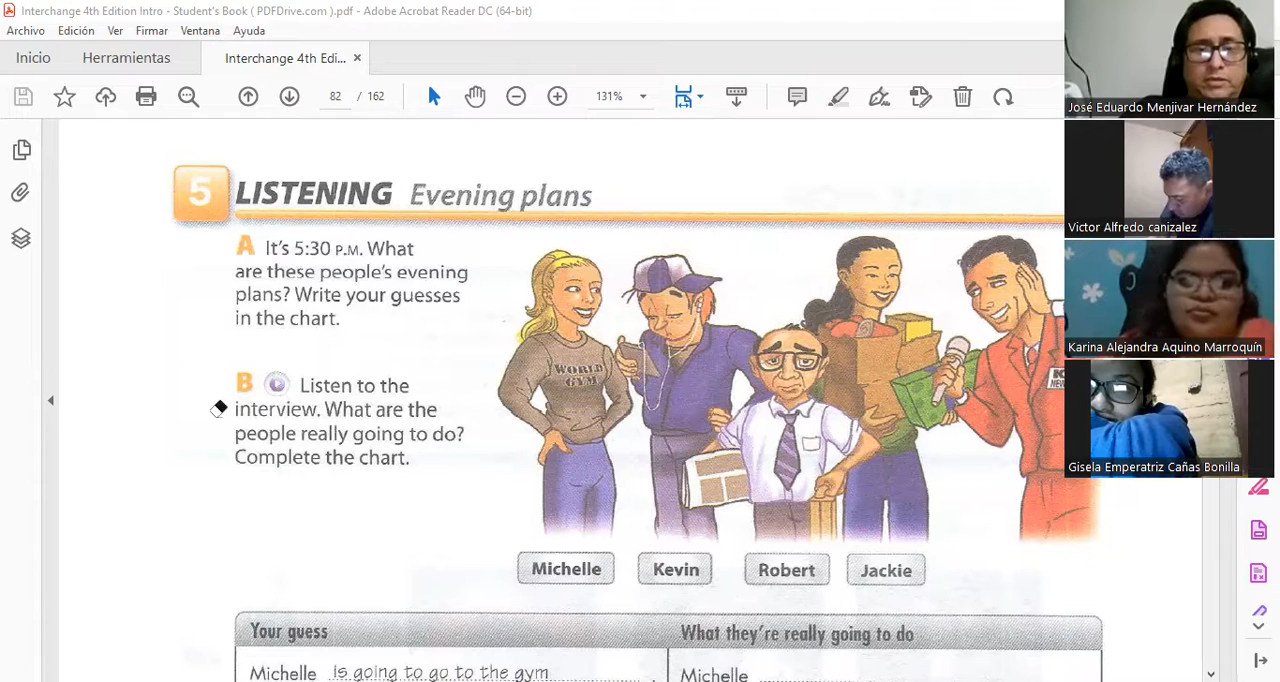 Interchange 4th Edition Intro - Student's Book ( PDFDrive.com ).pdf - Adobe Acrobat Reader DC (64-bit)
Archivo Edición Ver Firmar Ventana Ayuda
Inicio Herramientas Interchange 4th Edi... ×
82 / 162 131%
5 LISTENING Evening plans
A It's 5:30 P.M. What
are these people's evening
plans? Write your guesses
in the chart.
B Listen to the
interview. What are the
people really going to do?
Complete the chart.
WORLD
GYM
Michelle Kevin Robert Jackie
Your guess What they're really going to do
Michelle is going to go to the gym . Michelle
José Eduardo Menjivar Hernández
Victor Alfredo canizalez
Karina Alejandra Aquino Marroquín
Gisela Emperatriz Cañas Bonilla